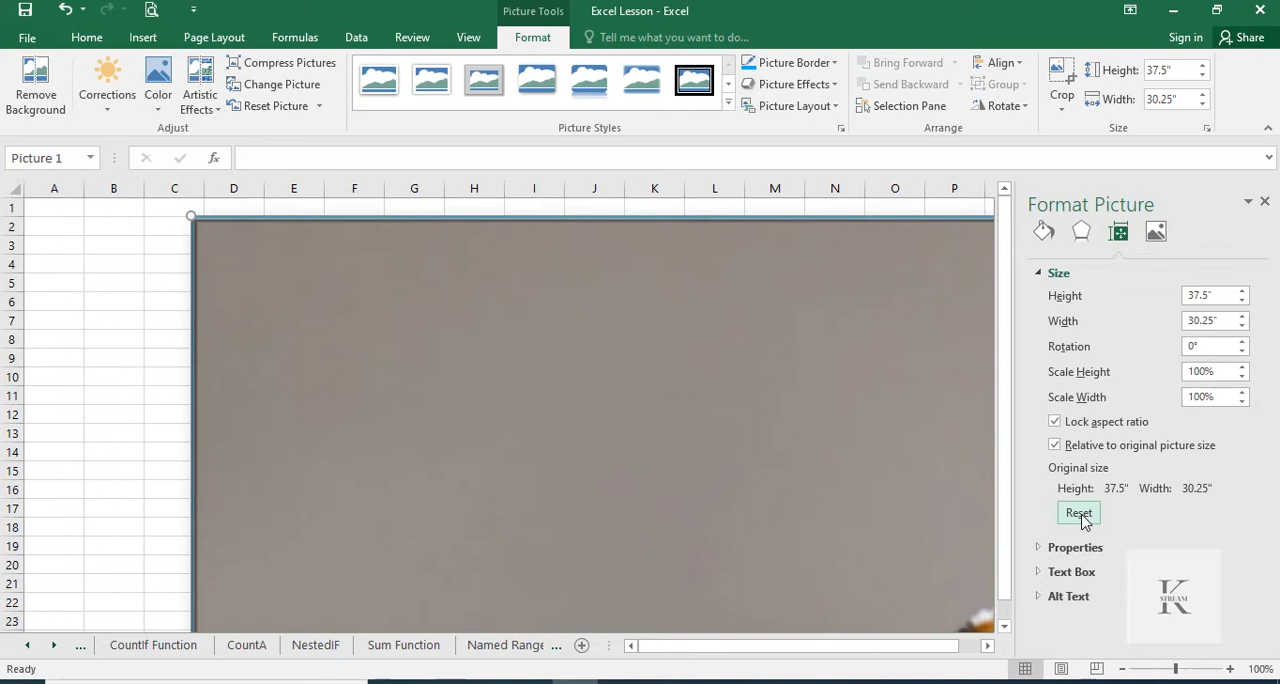 Picture Tools
Excel Lesson - Excel
File Home Insert Page Layout Formulas Data Review View Format Tell me what you want to do... Sign in Share
Remove Background
Corrections
Color
Artistic Effects
Compress Pictures
Change Picture
Reset Picture
Adjust
Picture Border
Picture Effects
Picture Layout
Picture Styles
Bring Forward
Send Backward
Selection Pane
Align
Group
Rotate
Arrange
Crop
Height: 37.5"
Width: 30.25"
Size
Picture 1
fx
A B C D E F G H I J K L M N O P
1
2
3
4
5
6
7
8
9
10
11
12
13
14
15
16
17
18
19
20
21
22
23
Format Picture
Size
Height 37.5"
Width 30.25"
Rotation 0°
Scale Height 100%
Scale Width 100%
Lock aspect ratio
Relative to original picture size
Original size
Height: 37.5" Width: 30.25"
Reset
Properties
Text Box
Alt Text
K
STREAM
... CountIf Function CountA NestedIF Sum Function Named Range ...
Ready
100%